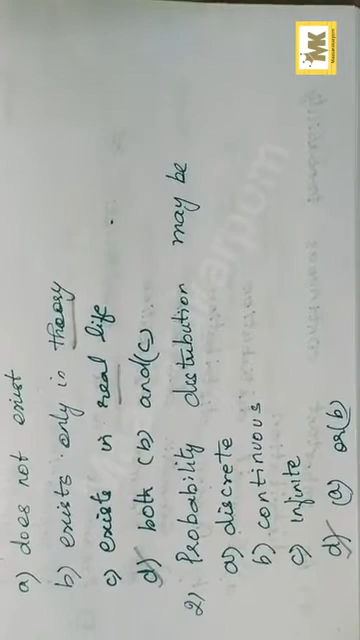 a) does not exist
b) exists only in theory
c) exists in real life
d) both (b) and (c)
2) Probability distribution may be
a) discrete
b) continuous
c) infinite
d) (a) or (b)
MK